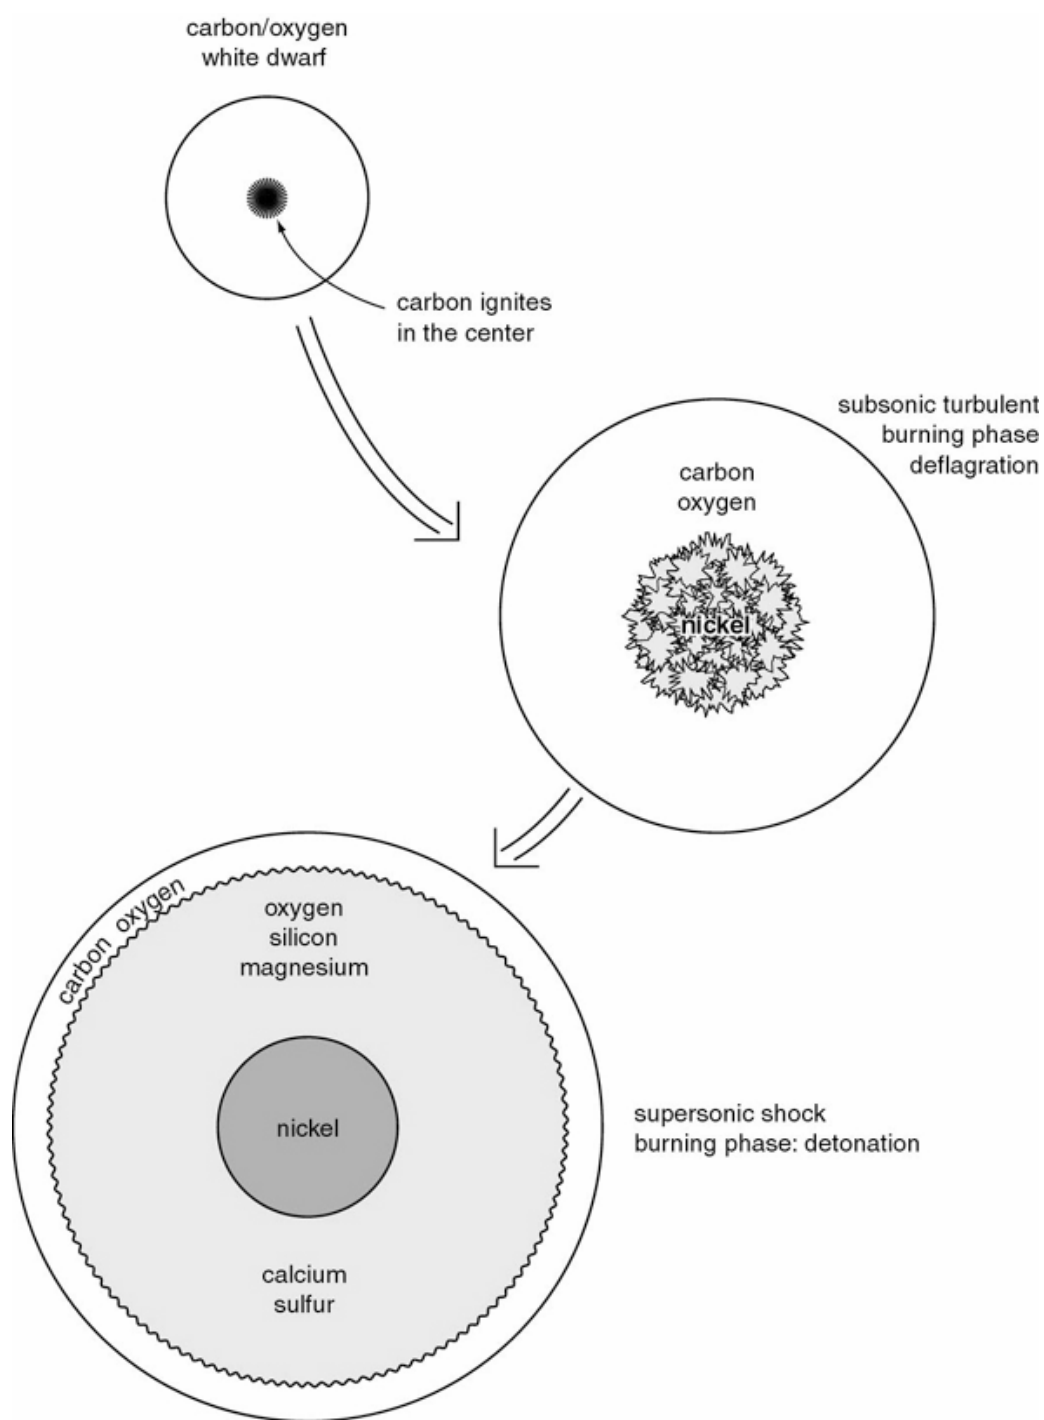 carbon/oxygen
white dwarf
carbon ignites
in the center
subsonic turbulent
burning phase
deflagration
carbon
oxygen
nickel
carbon oxygen
oxygen
silicon
magnesium
nickel
supersonic shock
burning phase: detonation
calcium
sulfur